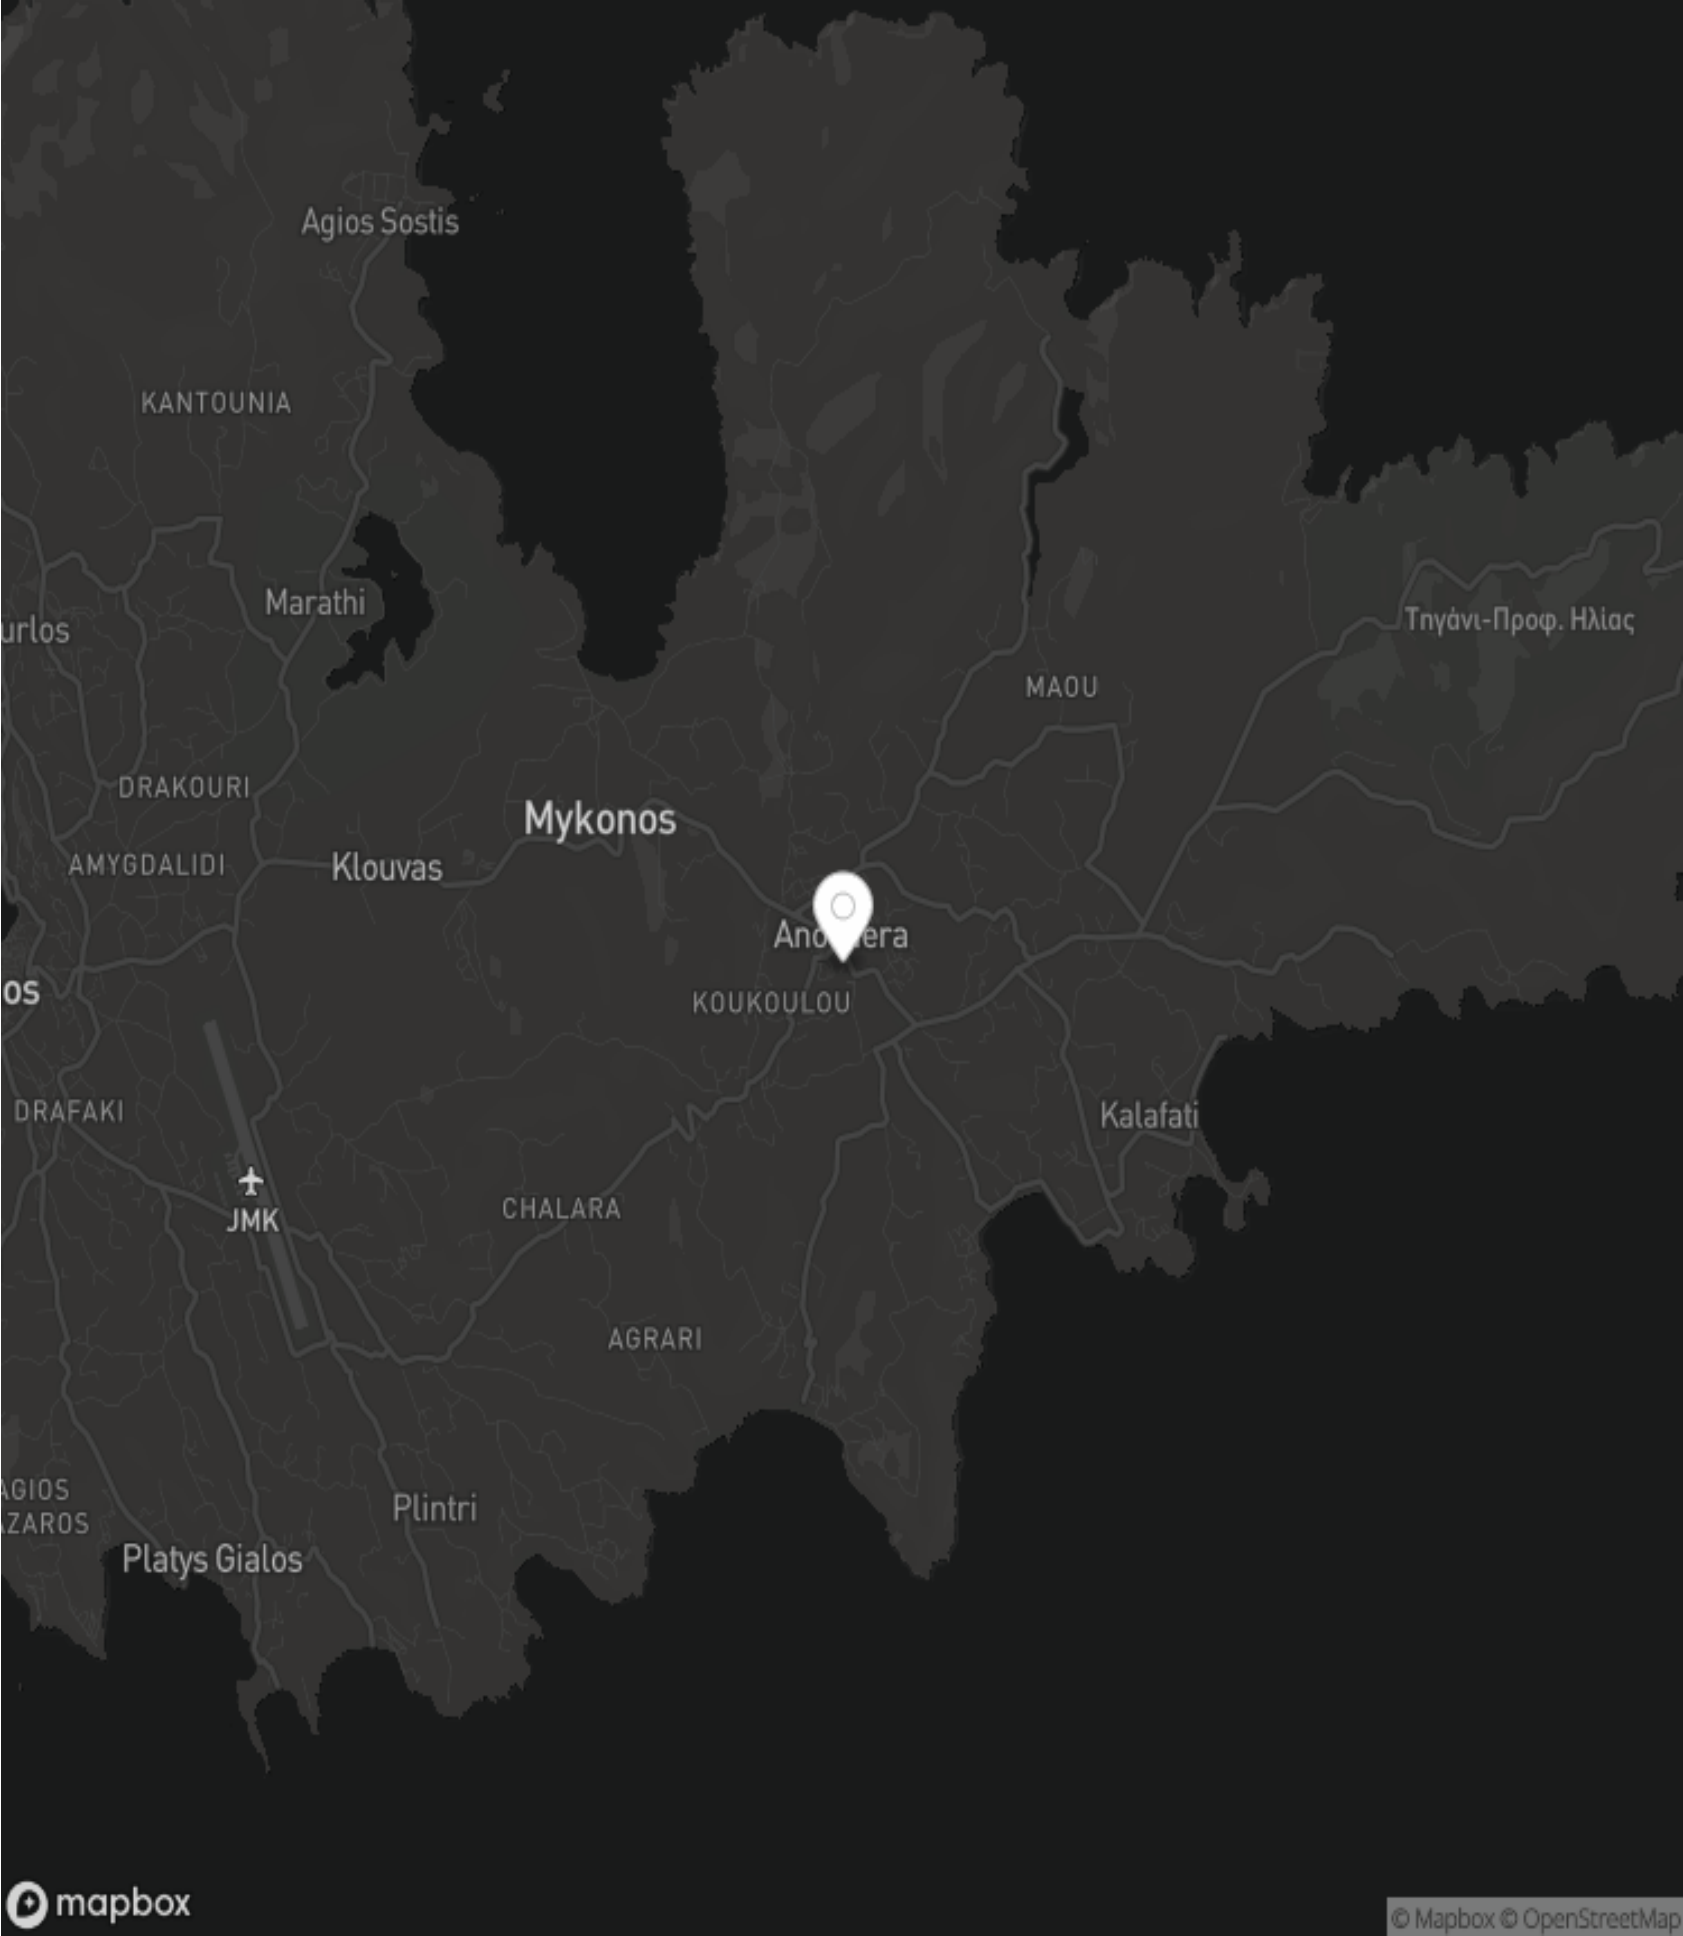 Agios Sostis
KANTOUNIA
Marathi
urlos
Τηγάνι-Προφ. Ηλίας
MAOU
DRAKOURI
Mykonos
AMYGDALIDI
Klouvas
os
KOUKOULOU
DRAFAKI
Kalafati
JMK
CHALARA
AGRARI
AGIOS
AZAROS
Plintri
Platys Gialos
mapbox
© Mapbox © OpenStreetMap